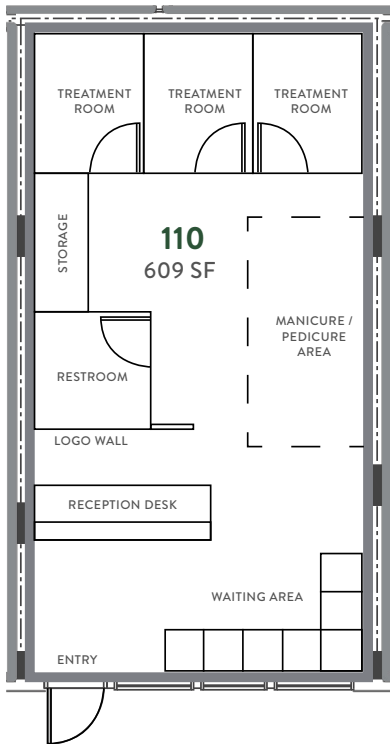 TREATMENT
ROOM
TREATMENT
ROOM
TREATMENT
ROOM
STORAGE
110
609 SF
MANICURE /
PEDICURE
AREA
RESTROOM
LOGO WALL
RECEPTION DESK
WAITING AREA
ENTRY